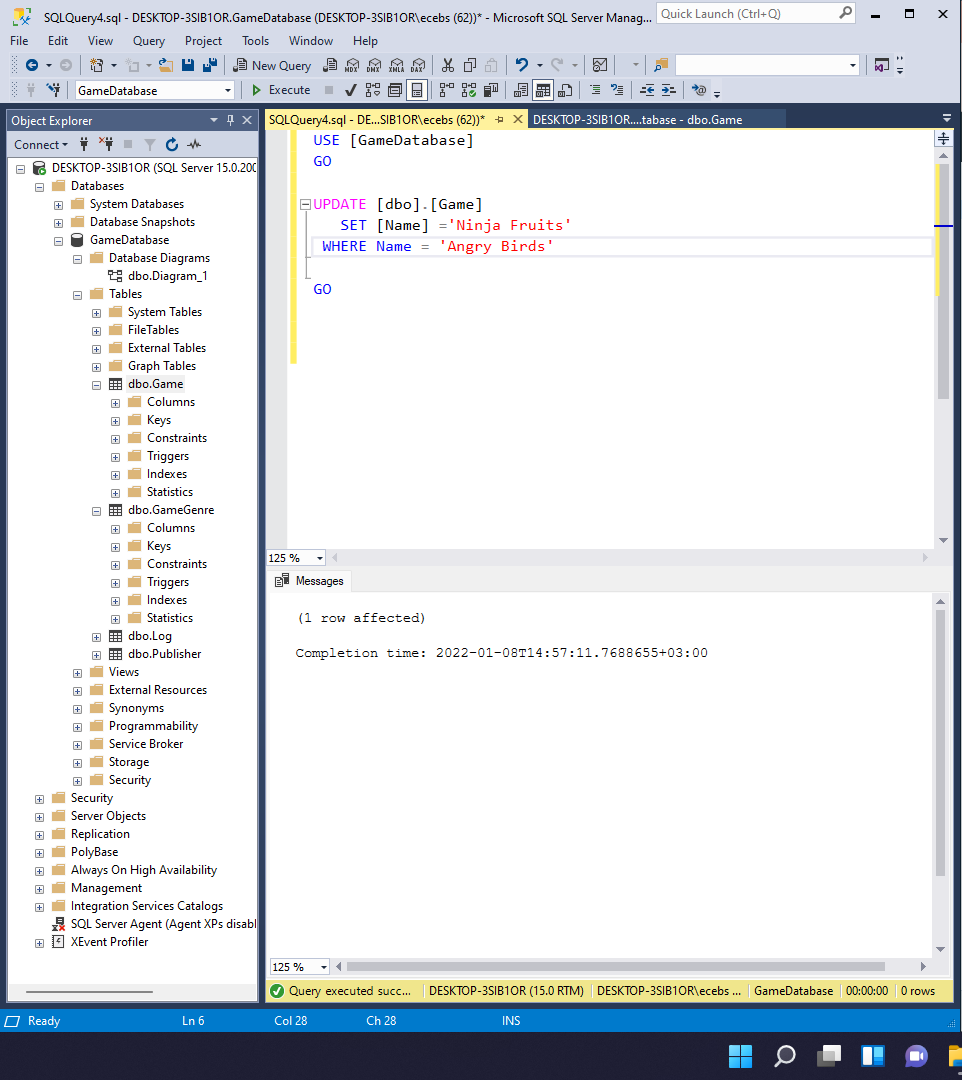 SQLQuery4.sql - DESKTOP-3SIB1OR.GameDatabase (DESKTOP-3SIB1OR\ecebs (62))* - Microsoft SQL Server Manag...
Quick Launch (Ctrl+Q)
File Edit View Query Project Tools Window Help
New Query MDX DMX XMLA DAX
GameDatabase Execute
Object Explorer
SQLQuery4.sql - DE...SIB1OR\ecebs (62))* DESKTOP-3SIB1OR....tabase - dbo.Game
Connect
DESKTOP-3SIB1OR (SQL Server 15.0.200
Databases
System Databases
Database Snapshots
GameDatabase
Database Diagrams
dbo.Diagram_1
Tables
System Tables
FileTables
External Tables
Graph Tables
dbo.Game
Columns
Keys
Constraints
Triggers
Indexes
Statistics
dbo.GameGenre
Columns
Keys
Constraints
Triggers
Indexes
Statistics
dbo.Log
dbo.Publisher
Views
External Resources
Synonyms
Programmability
Service Broker
Storage
Security
Security
Server Objects
Replication
PolyBase
Always On High Availability
Management
Integration Services Catalogs
SQL Server Agent (Agent XPs disabl
XEvent Profiler
USE [GameDatabase]
GO
UPDATE [dbo].[Game]
SET [Name] ='Ninja Fruits'
WHERE Name = 'Angry Birds'
GO
125 %
Messages
(1 row affected)
Completion time: 2022-01-08T14:57:11.7688655+03:00
125 %
Query executed succ... DESKTOP-3SIB1OR (15.0 RTM) DESKTOP-3SIB1OR\ecebs ... GameDatabase 00:00:00 0 rows
Ready Ln 6 Col 28 Ch 28 INS